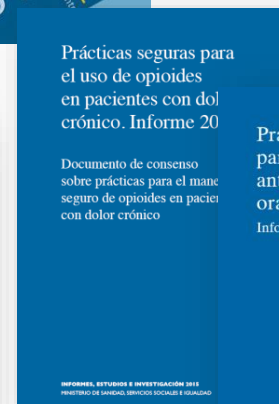 Prácticas seguras para
el uso de opioides
en pacientes con dol
crónico. Informe 20
Documento de consenso
sobre prácticas para el mane
seguro de opioides en pacie
con dolor crónico
INFORMES, ESTUDIOS E INVESTIGACIÓN 2015
MINISTERIO DE SANIDAD, SERVICIOS SOCIALES E IGUALDAD
Prá
par
ant
ora
Info